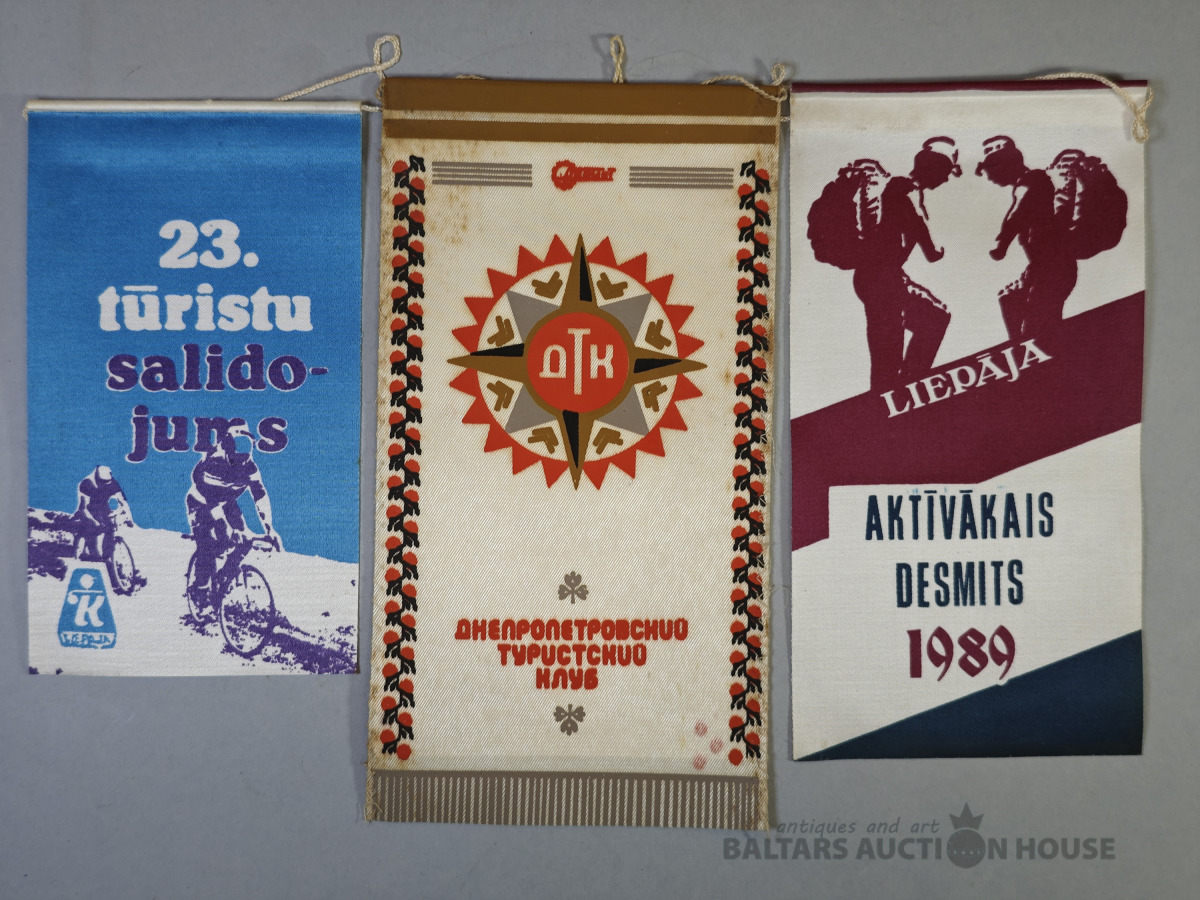 23.
tūristu
salido-
jums
TK
LIEPĀJA
ДТК
ДНЕПРОПЕТРОВСКИЙ
ТУРИСТСКИЙ
КЛУБ
LIEPĀJA
AKTĪVĀKAIS
DESMITS
1989
antiques and art
BALTARS AUCTION HOUSE